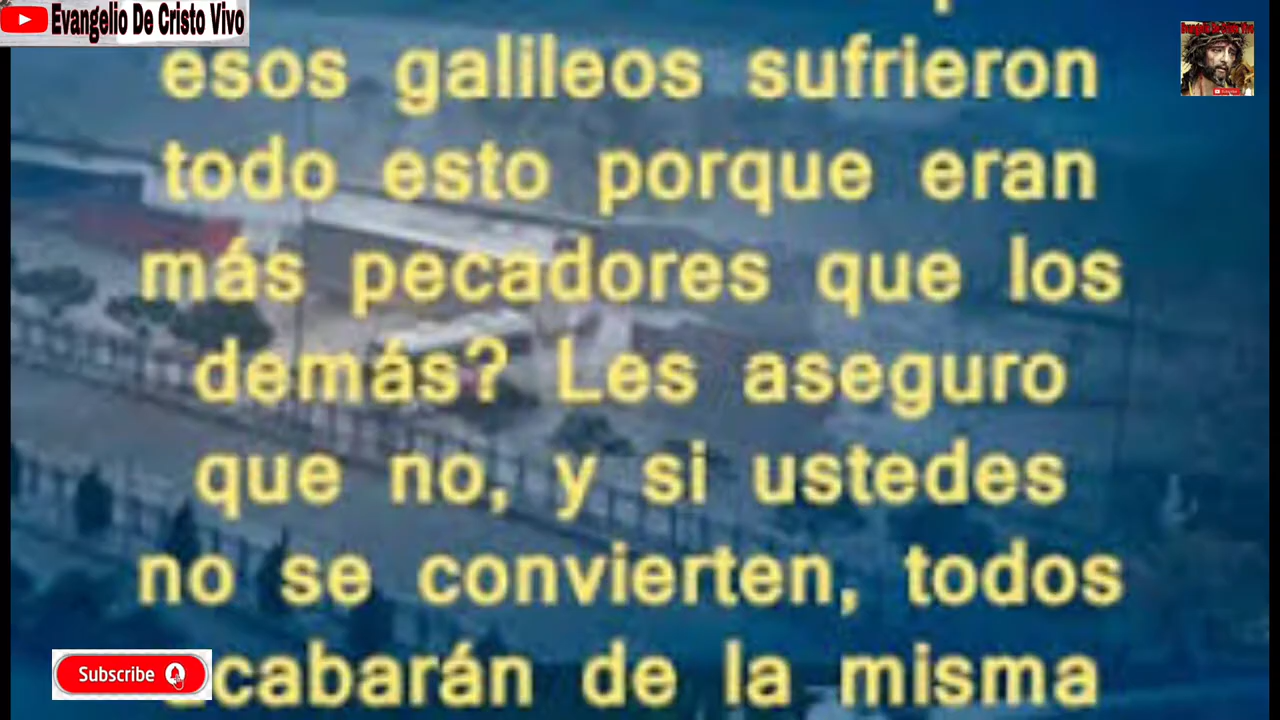 Evangelio De Cristo Vivo
esos galileos sufrieron
todo esto porque eran
más pecadores que los
demás? Les aseguro
que no, y si ustedes
no se convierten, todos
acabarán de la misma
Subscribe